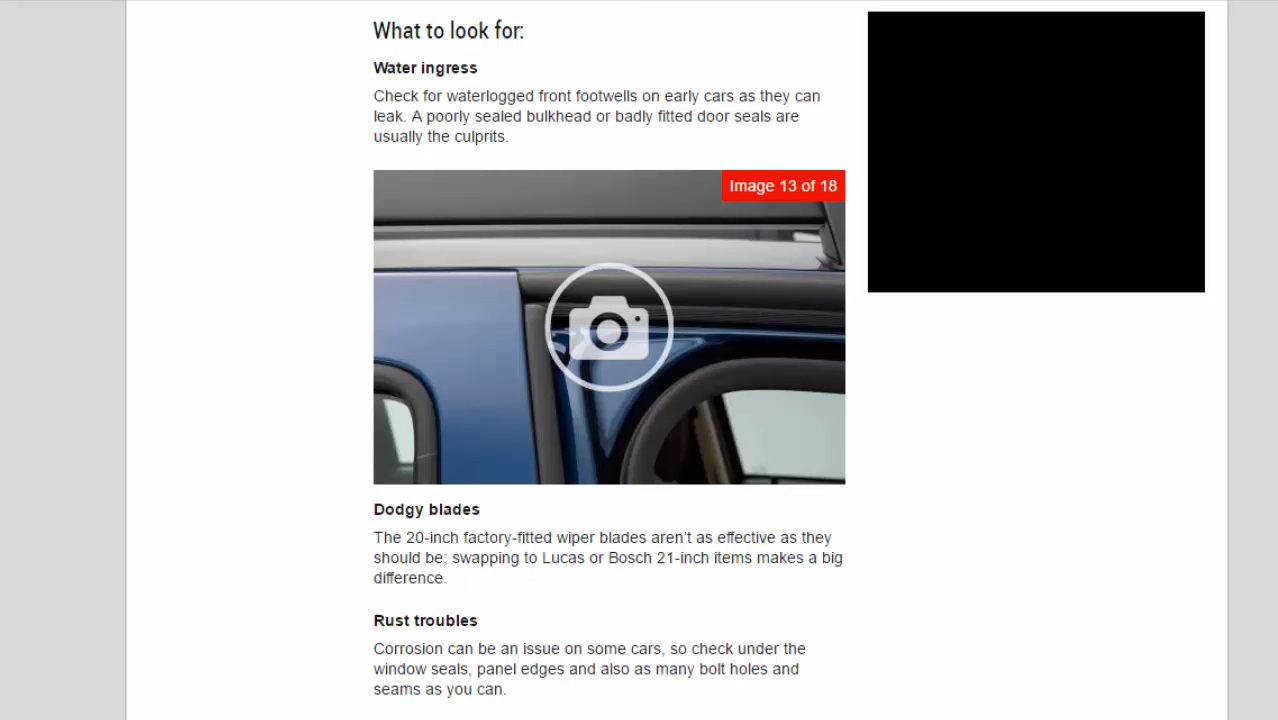 What to look for:
Water ingress
Check for waterlogged front footwells on early cars as they can
leak. A poorly sealed bulkhead or badly fitted door seals are
usually the culprits.
Image 13 of 18
Dodgy blades
The 20-inch factory-fitted wiper blades aren't as effective as they
should be; swapping to Lucas or Bosch 21-inch items makes a big
difference.
Rust troubles
Corrosion can be an issue on some cars, so check under the
window seals, panel edges and also as many bolt holes and
seams as you can.